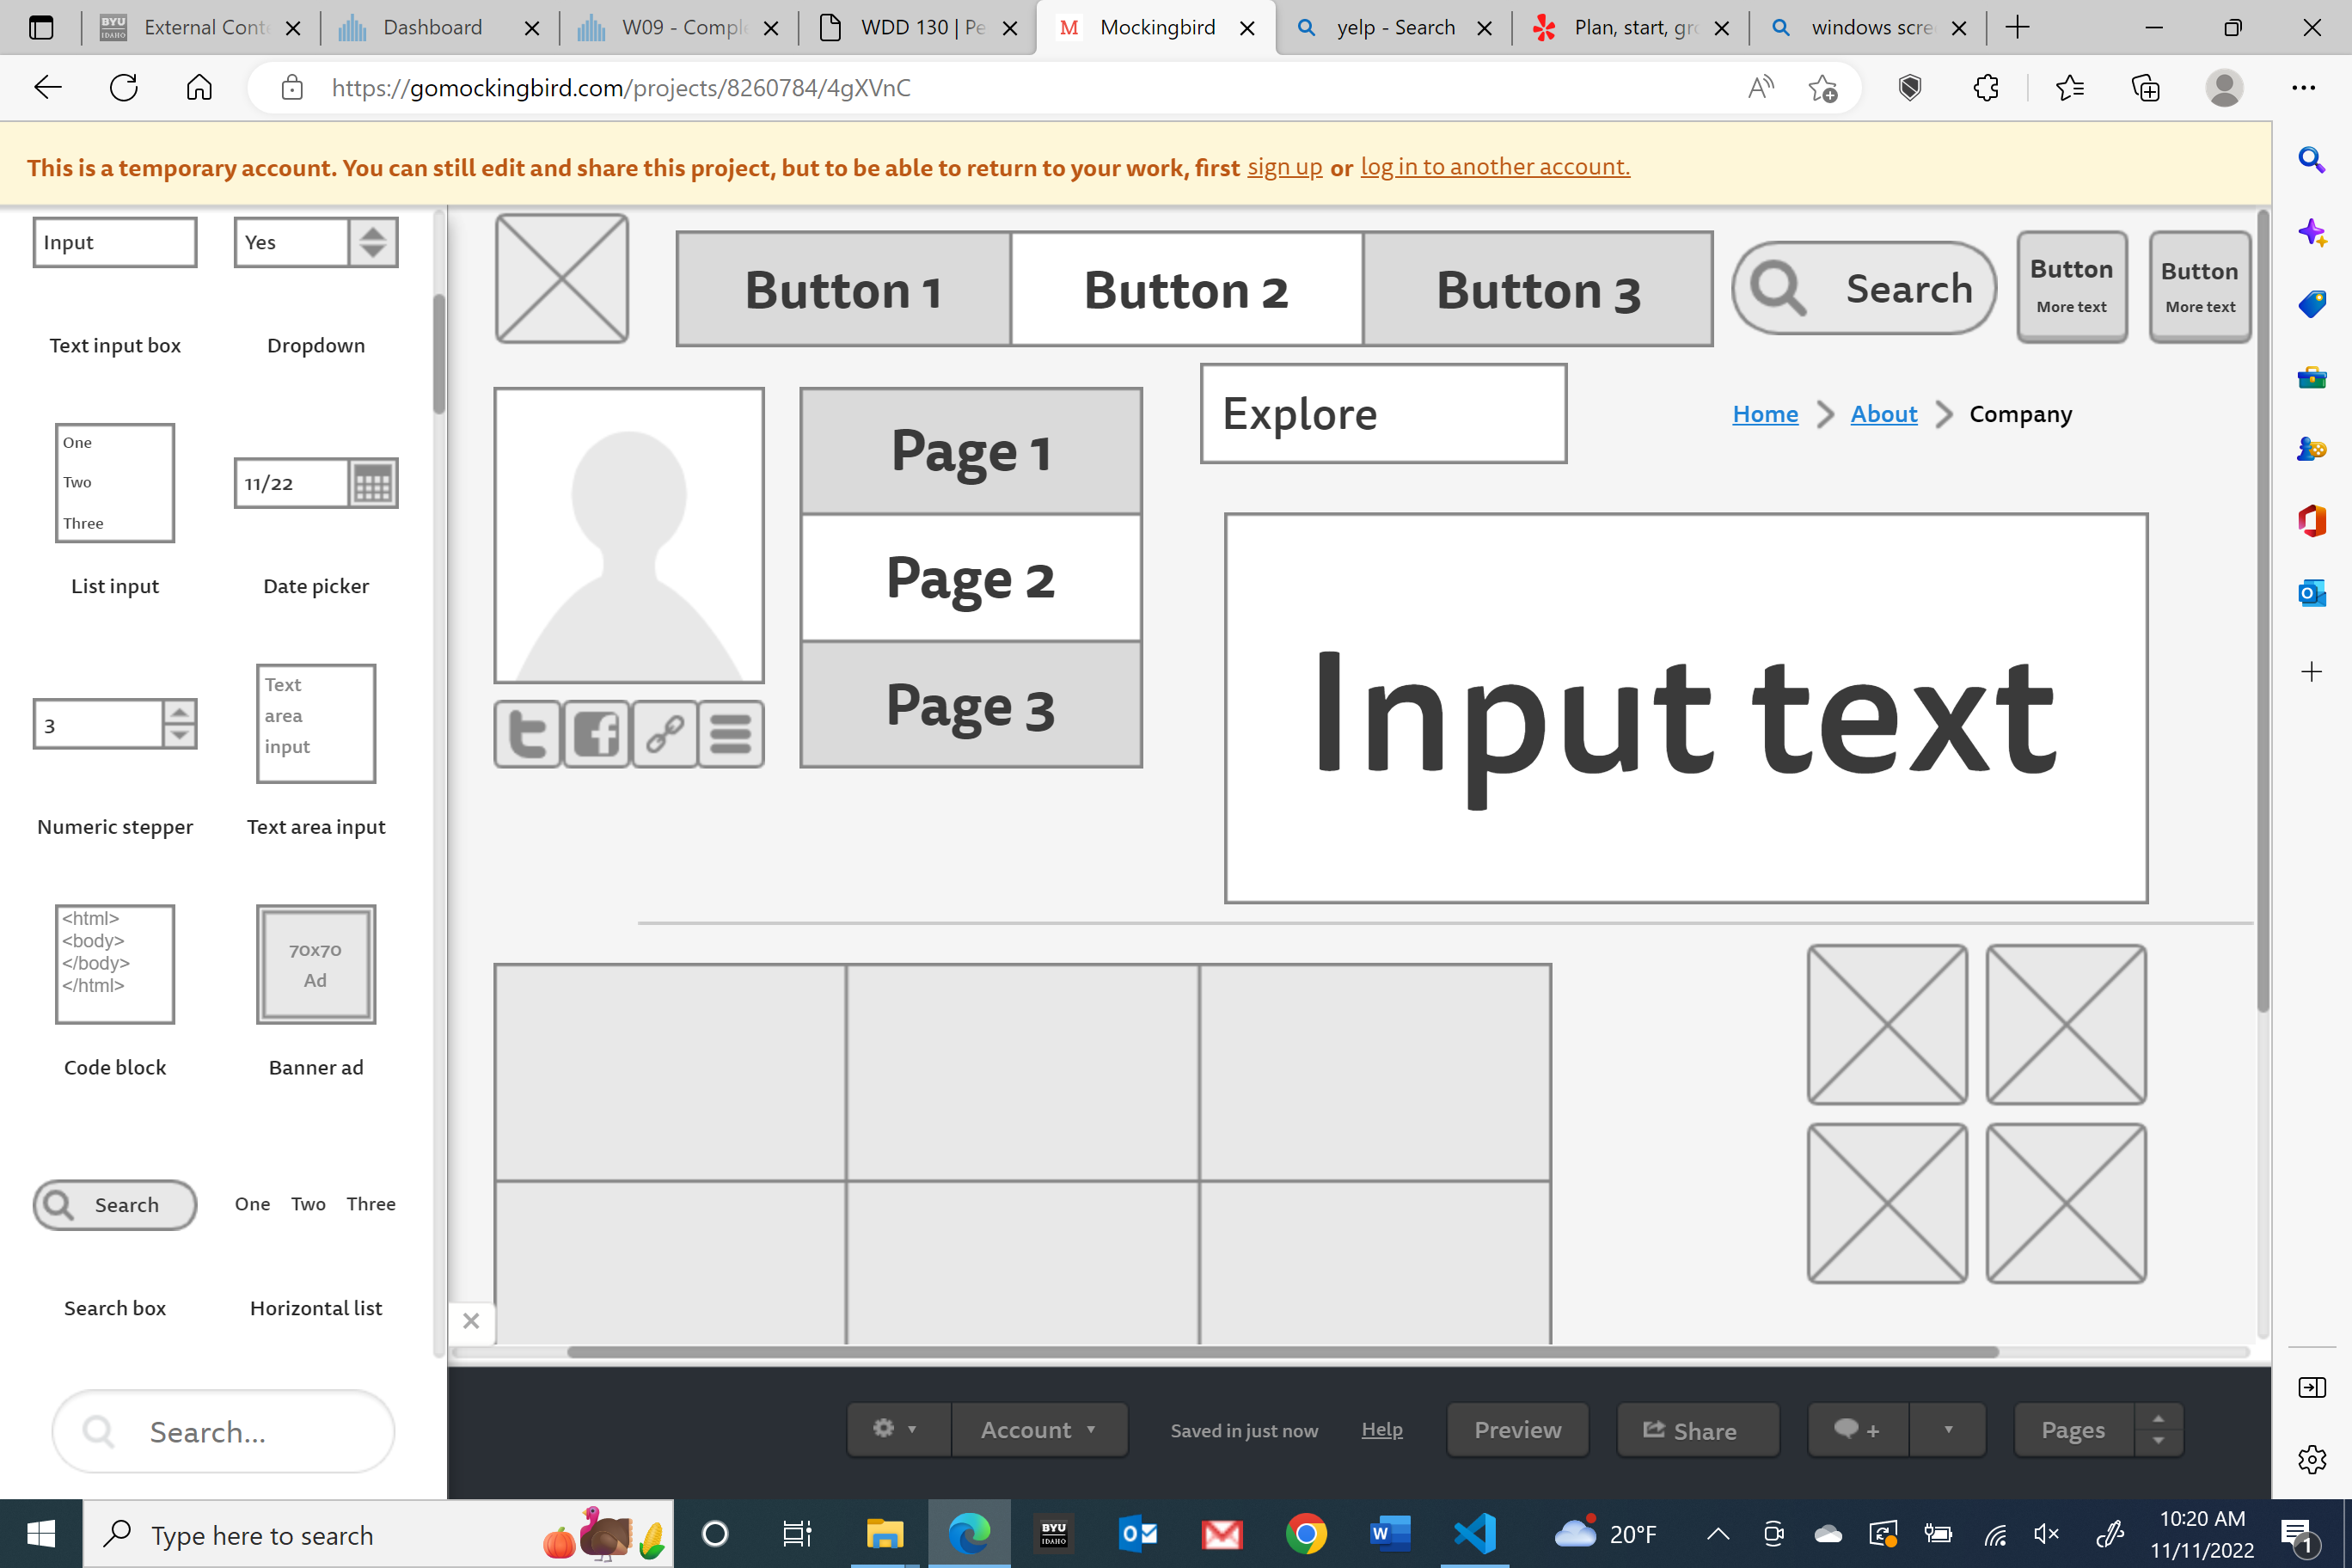 External Conte
Dashboard
W09 - Comple
WDD 130 | Pe
M Mockingbird
yelp - Search
Plan, start, gro
windows scre
https://gomockingbird.com/projects/8260784/4gXVnC
This is a temporary account. You can still edit and share this project, but to be able to return to your work, first sign up or log in to another account.
Input
Yes
Text input box
Dropdown
One
Two
Three
11/22
List input
Date picker
3
Text
area
input
Numeric stepper
Text area input
<html>
<body>
</body>
</html>
70x70
Ad
Code block
Banner ad
Search
One Two Three
Search box
Horizontal list
Search...
Button 1
Button 2
Button 3
Search
Button
More text
Button
More text
Page 1
Page 2
Page 3
Explore
Home > About > Company
Input text
Account
Saved in just now
Help
Preview
Share
+
Pages
Type here to search
BYU
IDAHO
20°F
10:20 AM
11/11/2022
1